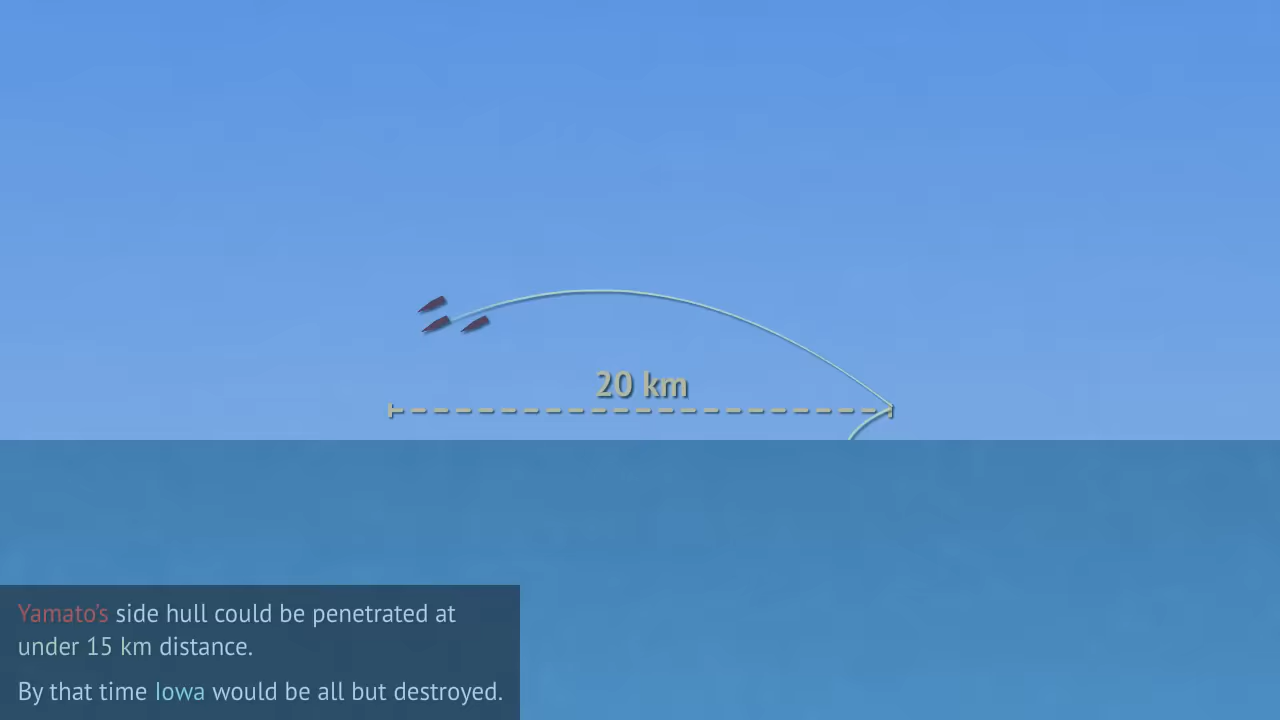 20 km
Yamato's side hull could be penetrated at
under 15 km distance.
By that time Iowa would be all but destroyed.